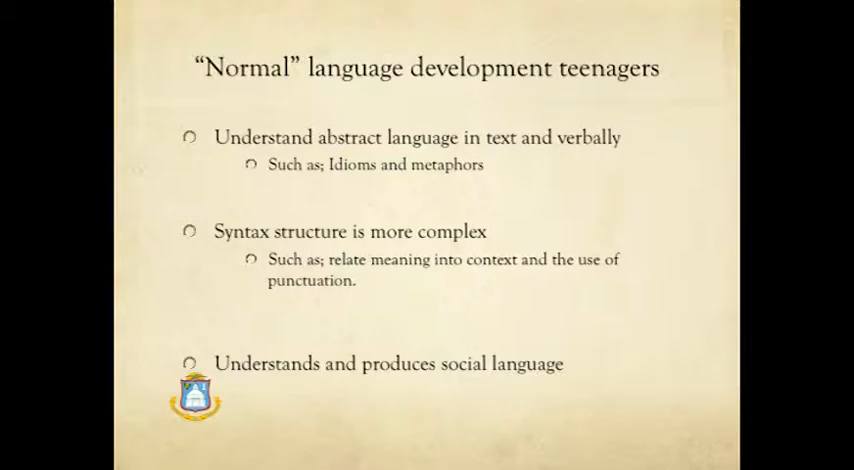 “Normal” language development teenagers
Understand abstract language in text and verbally
Such as; Idioms and metaphors
Syntax structure is more complex
Such as; relate meaning into context and the use of
punctuation.
Understands and produces social language